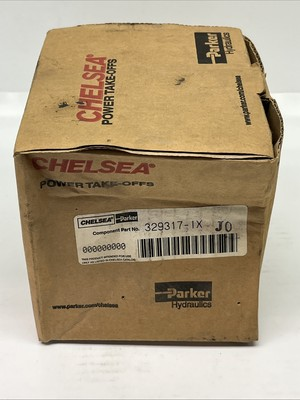 CHELSEA®
POWER TAKE-OFFS
Parker
Hydraulics
CHELSEA®
POWER TAKE-OFFS
CHELSEA Parker
Component Part No. 329317-1X J0
000000000
Parker
Hydraulics
www.parker.com/chelsea